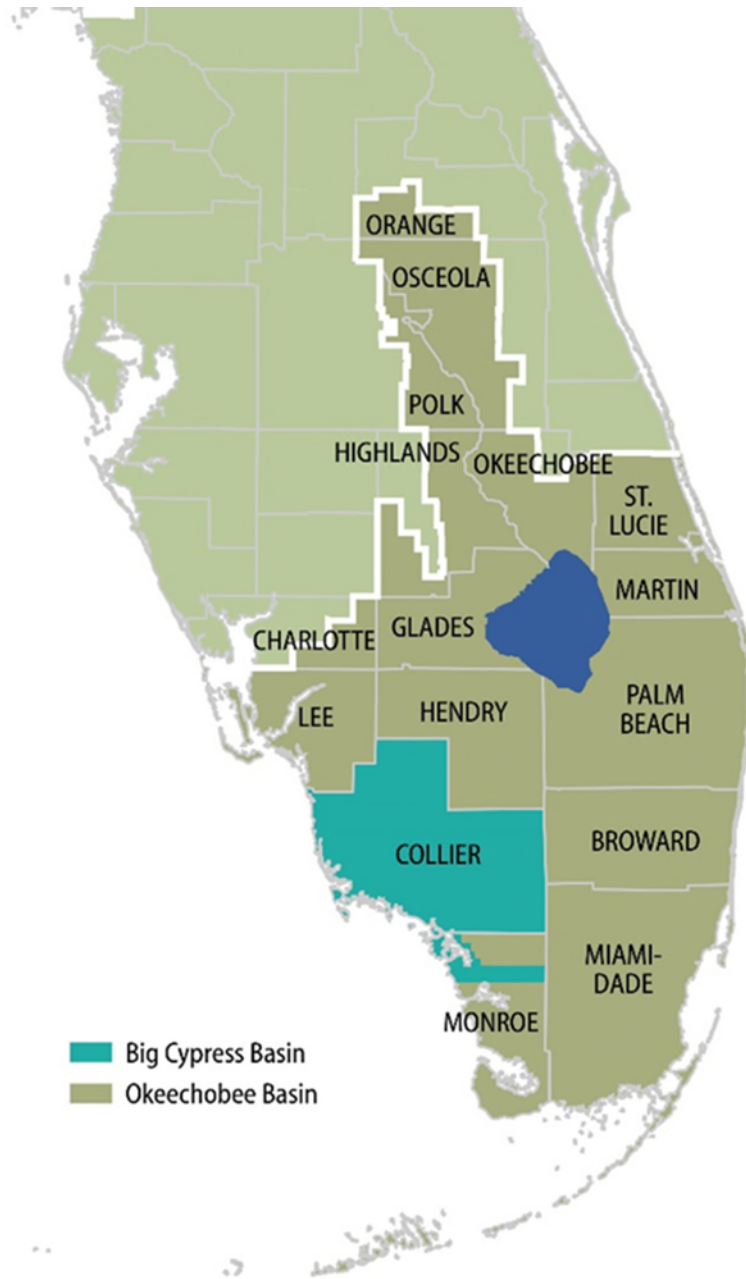 ORANGE
OSCEOLA
POLK
HIGHLANDS
OKEECHOBEE
ST.
LUCIE
MARTIN
CHARLOTTE
GLADES
LEE
HENDRY
PALM
BEACH
COLLIER
BROWARD
MIAMI-
DADE
MONROE
Big Cypress Basin
Okeechobee Basin